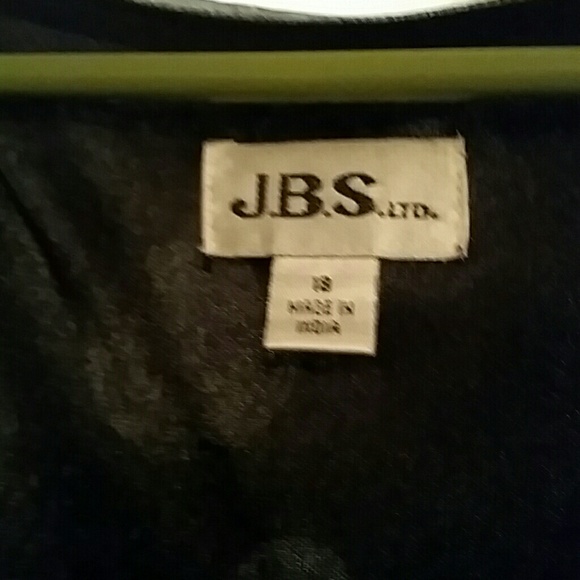 J.B.S. LTD.
18
MADE IN
INDIA